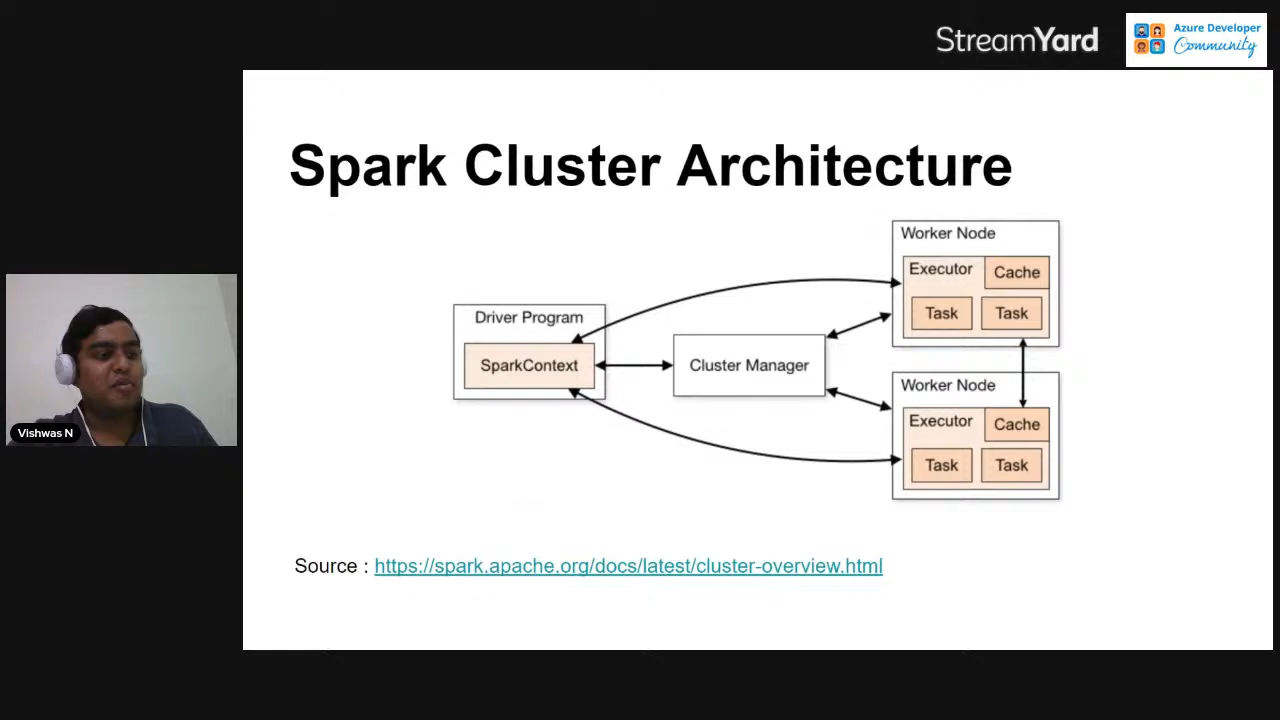 StreamYard
Azure Developer
Community
Spark Cluster Architecture
Driver Program
SparkContext
Cluster Manager
Worker Node
Executor
Cache
Task
Task
Worker Node
Executor
Cache
Task
Task
Vishwas N
Source : https://spark.apache.org/docs/latest/cluster-overview.html